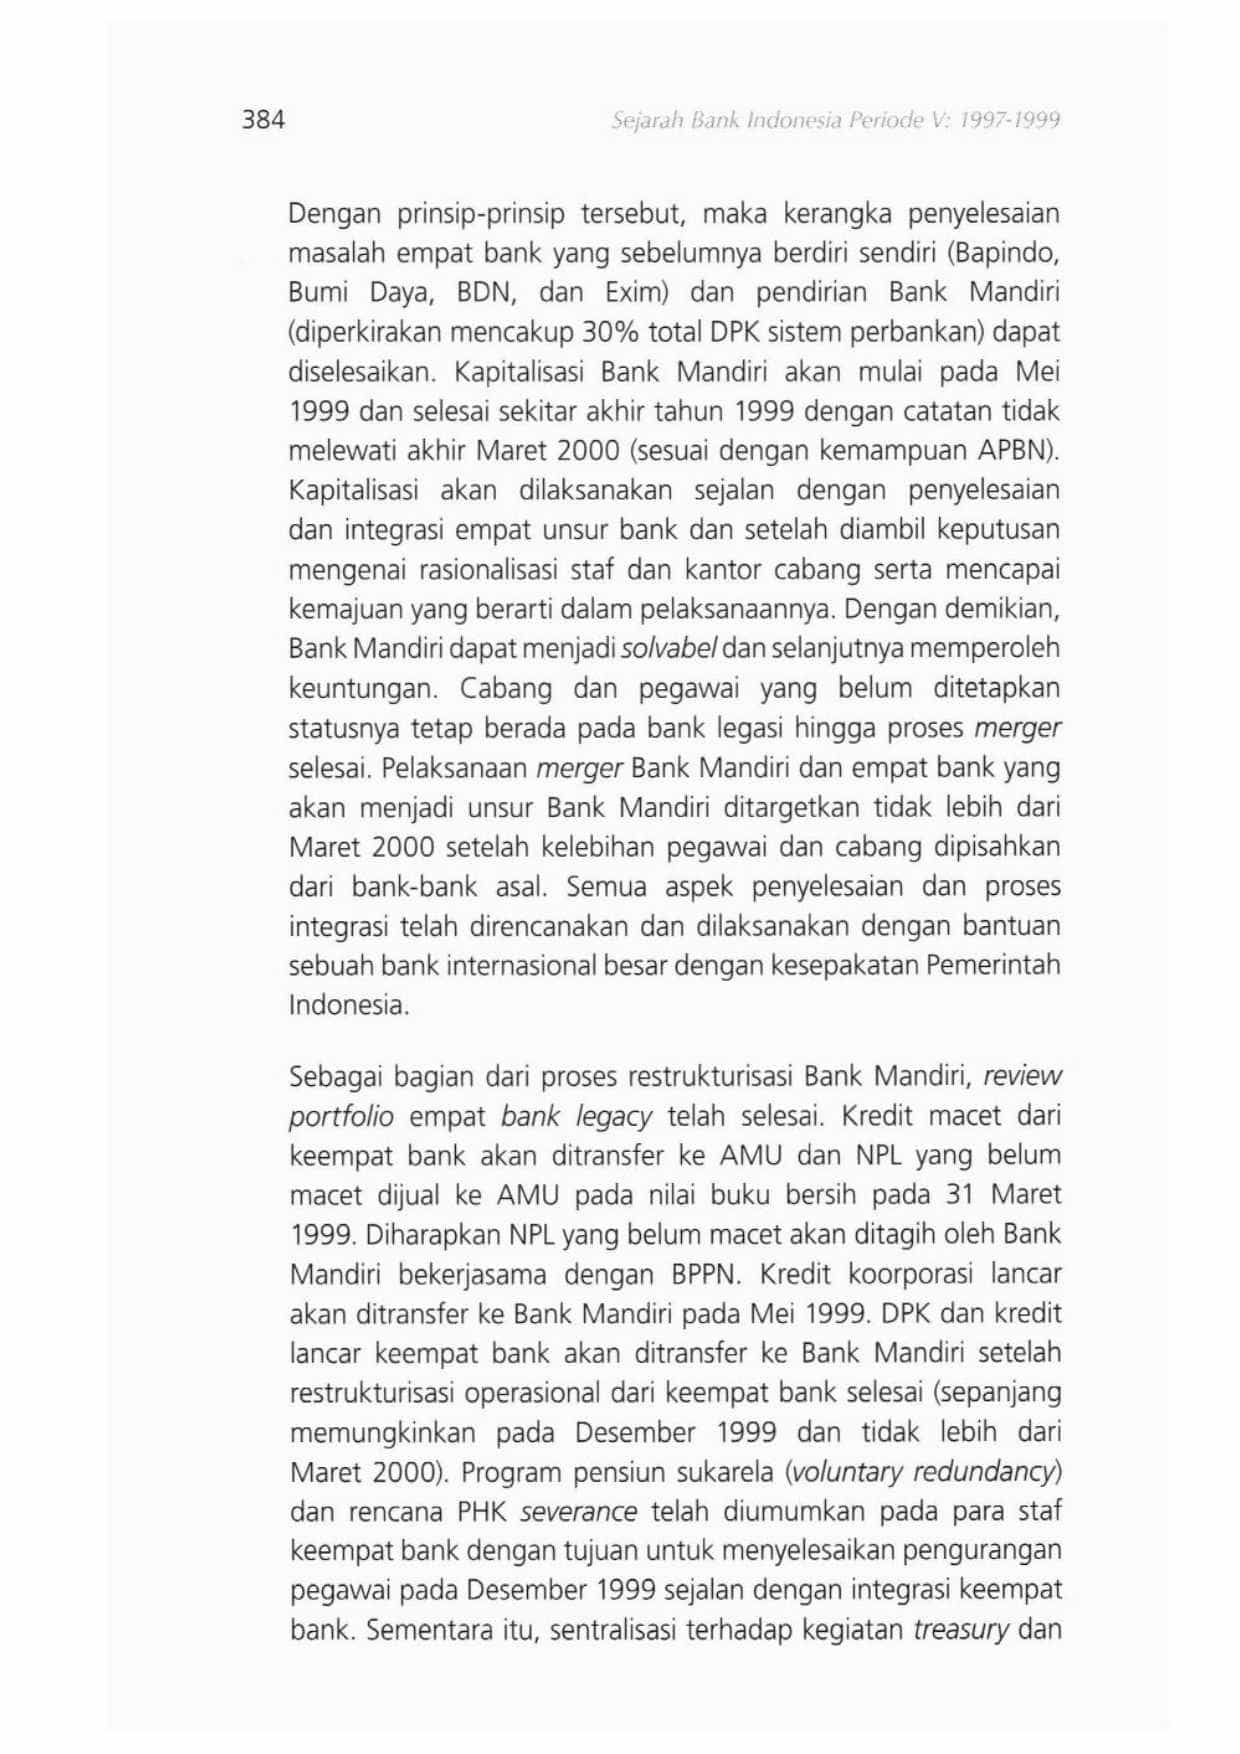 384
Sejarah Bank Indonesia Periode V: 1997-1999
Dengan prinsip-prinsip tersebut, maka kerangka penyelesaian
masalah empat bank yang sebelumnya berdiri sendiri (Bapindo,
Bumi Daya, BDN, dan Exim) dan pendirian Bank Mandiri
(diperkirakan mencakup 30% total DPK sistem perbankan) dapat
diselesaikan. Kapitalisasi Bank Mandiri akan mulai pada Mei
1999 dan selesai sekitar akhir tahun 1999 dengan catatan tidak
melewati akhir Maret 2000 (sesuai dengan kemampuan APBN).
Kapitalisasi akan dilaksanakan sejalan dengan penyelesaian
dan integrasi empat unsur bank dan setelah diambil keputusan
mengenai rasionalisasi staf dan kantor cabang serta mencapai
kemajuan yang berarti dalam pelaksanaannya. Dengan demikian,
Bank Mandiri dapat menjadi solvabel dan selanjutnya memperoleh
keuntungan. Cabang dan pegawai yang belum ditetapkan
statusnya tetap berada pada bank legasi hingga proses merger
selesai. Pelaksanaan merger Bank Mandiri dan empat bank yang
akan menjadi unsur Bank Mandiri ditargetkan tidak lebih dari
Maret 2000 setelah kelebihan pegawai dan cabang dipisahkan
dari bank-bank asal. Semua aspek penyelesaian dan proses
integrasi telah direncanakan dan dilaksanakan dengan bantuan
sebuah bank internasional besar dengan kesepakatan Pemerintah
Indonesia.
Sebagai bagian dari proses restrukturisasi Bank Mandiri, review
portfolio empat bank legacy telah selesai. Kredit macet dari
keempat bank akan ditransfer ke AMU dan NPL yang belum
macet dijual ke AMU pada nilai buku bersih pada 31 Maret
1999. Diharapkan NPL yang belum macet akan ditagih oleh Bank
Mandiri bekerjasama dengan BPPN. Kredit koorporasi lancar
akan ditransfer ke Bank Mandiri pada Mei 1999. DPK dan kredit
lancar keempat bank akan ditransfer ke Bank Mandiri setelah
restrukturisasi operasional dari keempat bank selesai (sepanjang
memungkinkan pada Desember 1999 dan tidak lebih dari
Maret 2000). Program pensiun sukarela (voluntary redundancy)
dan rencana PHK severance telah diumumkan pada para staf
keempat bank dengan tujuan untuk menyelesaikan pengurangan
pegawai pada Desember 1999 sejalan dengan integrasi keempat
bank. Sementara itu, sentralisasi terhadap kegiatan treasury dan